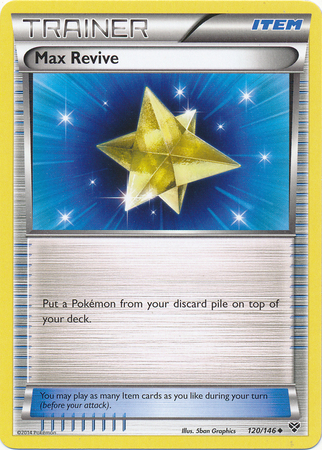 TRAINER ITEM
Max Revive
Put a Pokémon from your discard pile on top of
your deck.
You may play as many Item cards as you like during your turn
(before your attack).
©2014 Pokémon Illus. 5ban Graphics 120/146